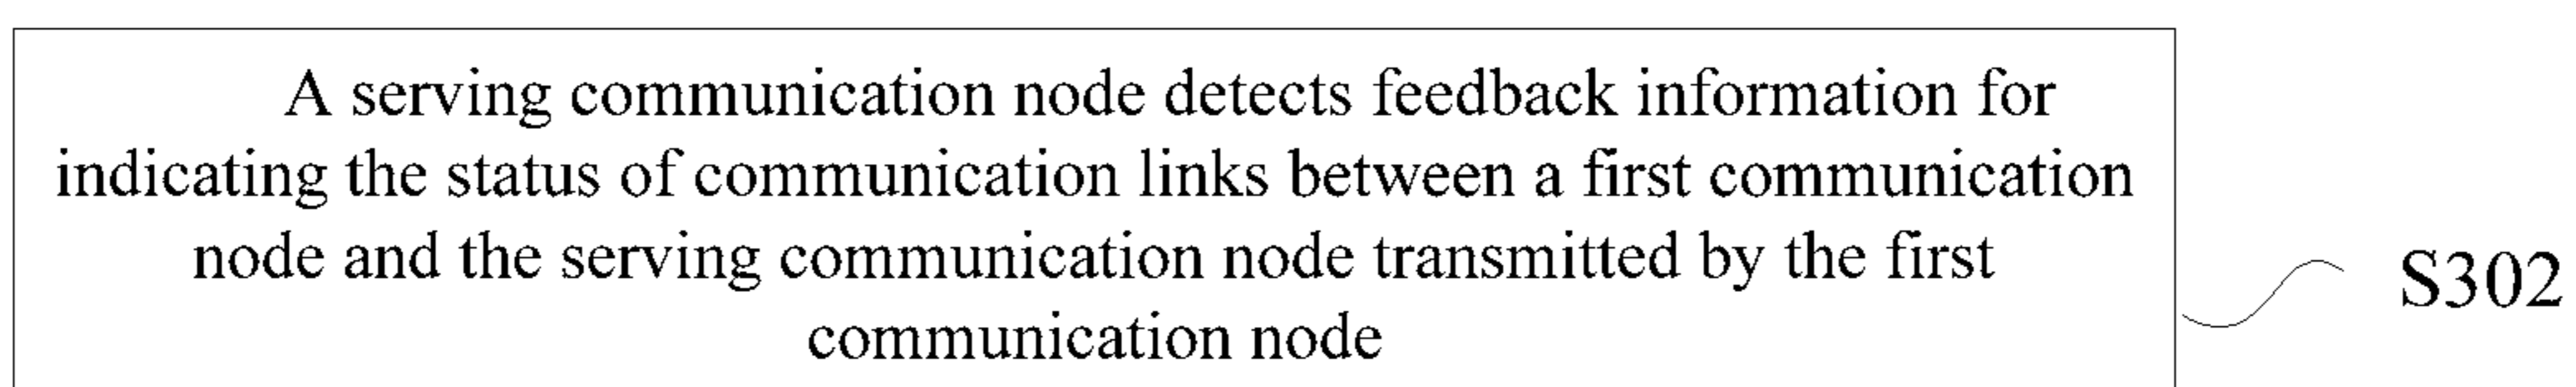 A serving communication node detects feedback information for
indicating the status of communication links between a first communication
node and the serving communication node transmitted by the first
communication node
S302